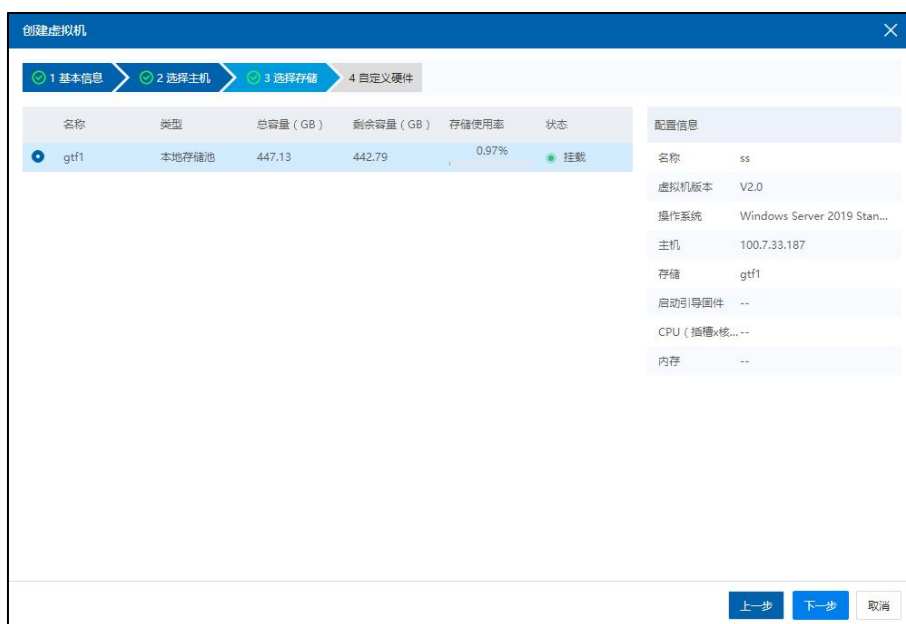 创建虚拟机
1 基本信息 2 选择主机 3 选择存储 4 自定义硬件
名称 类型 总容量（GB） 剩余容量（GB） 存储使用率 状态
gtf1 本地存储池 447.13 442.79 0.97% 挂载
配置信息
名称 ss
虚拟机版本 V2.0
操作系统 Windows Server 2019 Stan...
主机 100.7.33.187
存储 gtf1
启动引导固件 --
CPU（插槽x核... --
内存 --
上一步 下一步 取消